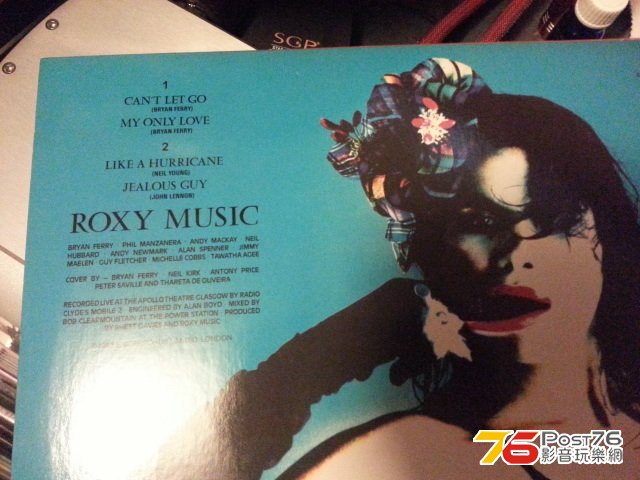 SGP
1
CAN'T LET GO
(BRYAN FERRY)
MY ONLY LOVE
(BRYAN FERRY)
2
LIKE A HURRICANE
(NEIL YOUNG)
JEALOUS GUY
(JOHN LENNON)
ROXY MUSIC
BRYAN FERRY · PHIL MANZANERA · ANDY MACKAY · NEIL
HUBBARD · ANDY NEWMARK · ALAN SPENNER · JIMMY
MAELEN · GUY FLETCHER · MICHELLE COBBS · TAWATHA AGEE
COVER BY – BRYAN FERRY NEIL KIRK ANTONY PRICE
PETER SAVILLE AND THARETA DE OLIVEIRA
RECORDED LIVE AT THE APOLLO THEATRE GLASGOW BY RADIO
CLYDE'S MOBILE 2 · ENGINEERED BY ALAN BOYD · MIXED BY
BOB CLEARMOUNTAIN AT THE POWER STATION · PRODUCED
BY RHETT DAVIES AND ROXY MUSIC
LONDON
76 Post76
影音玩樂網